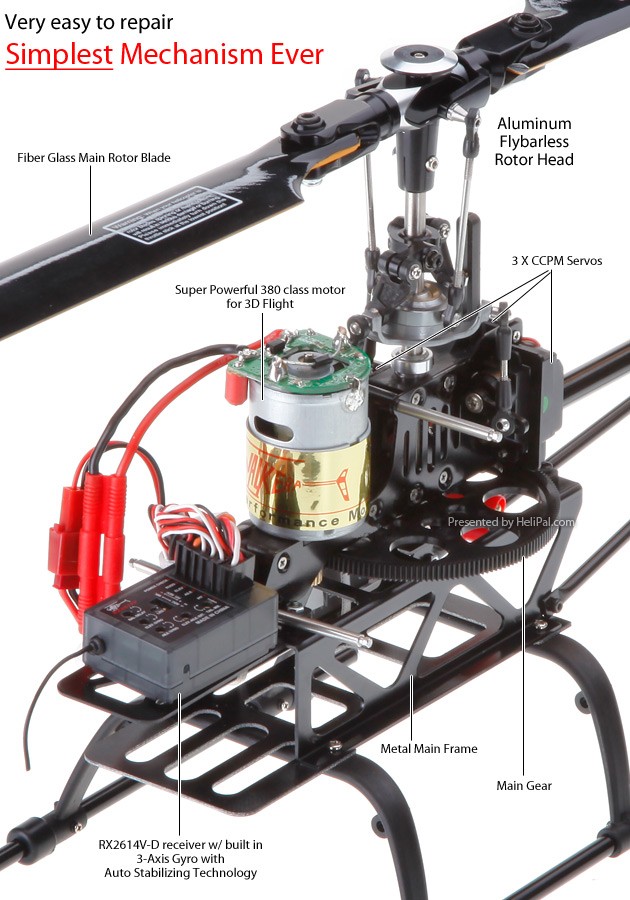 Very easy to repair
Simplest Mechanism Ever
Aluminum
Flybarless
Rotor Head
Fiber Glass Main Rotor Blade
3 X CCPM Servos
Super Powerful 380 class motor
for 3D Flight
Presented by HeliPal.com
Metal Main Frame
Main Gear
RX2614V-D receiver w/ built in
3-Axis Gyro with
Auto Stabilizing Technology